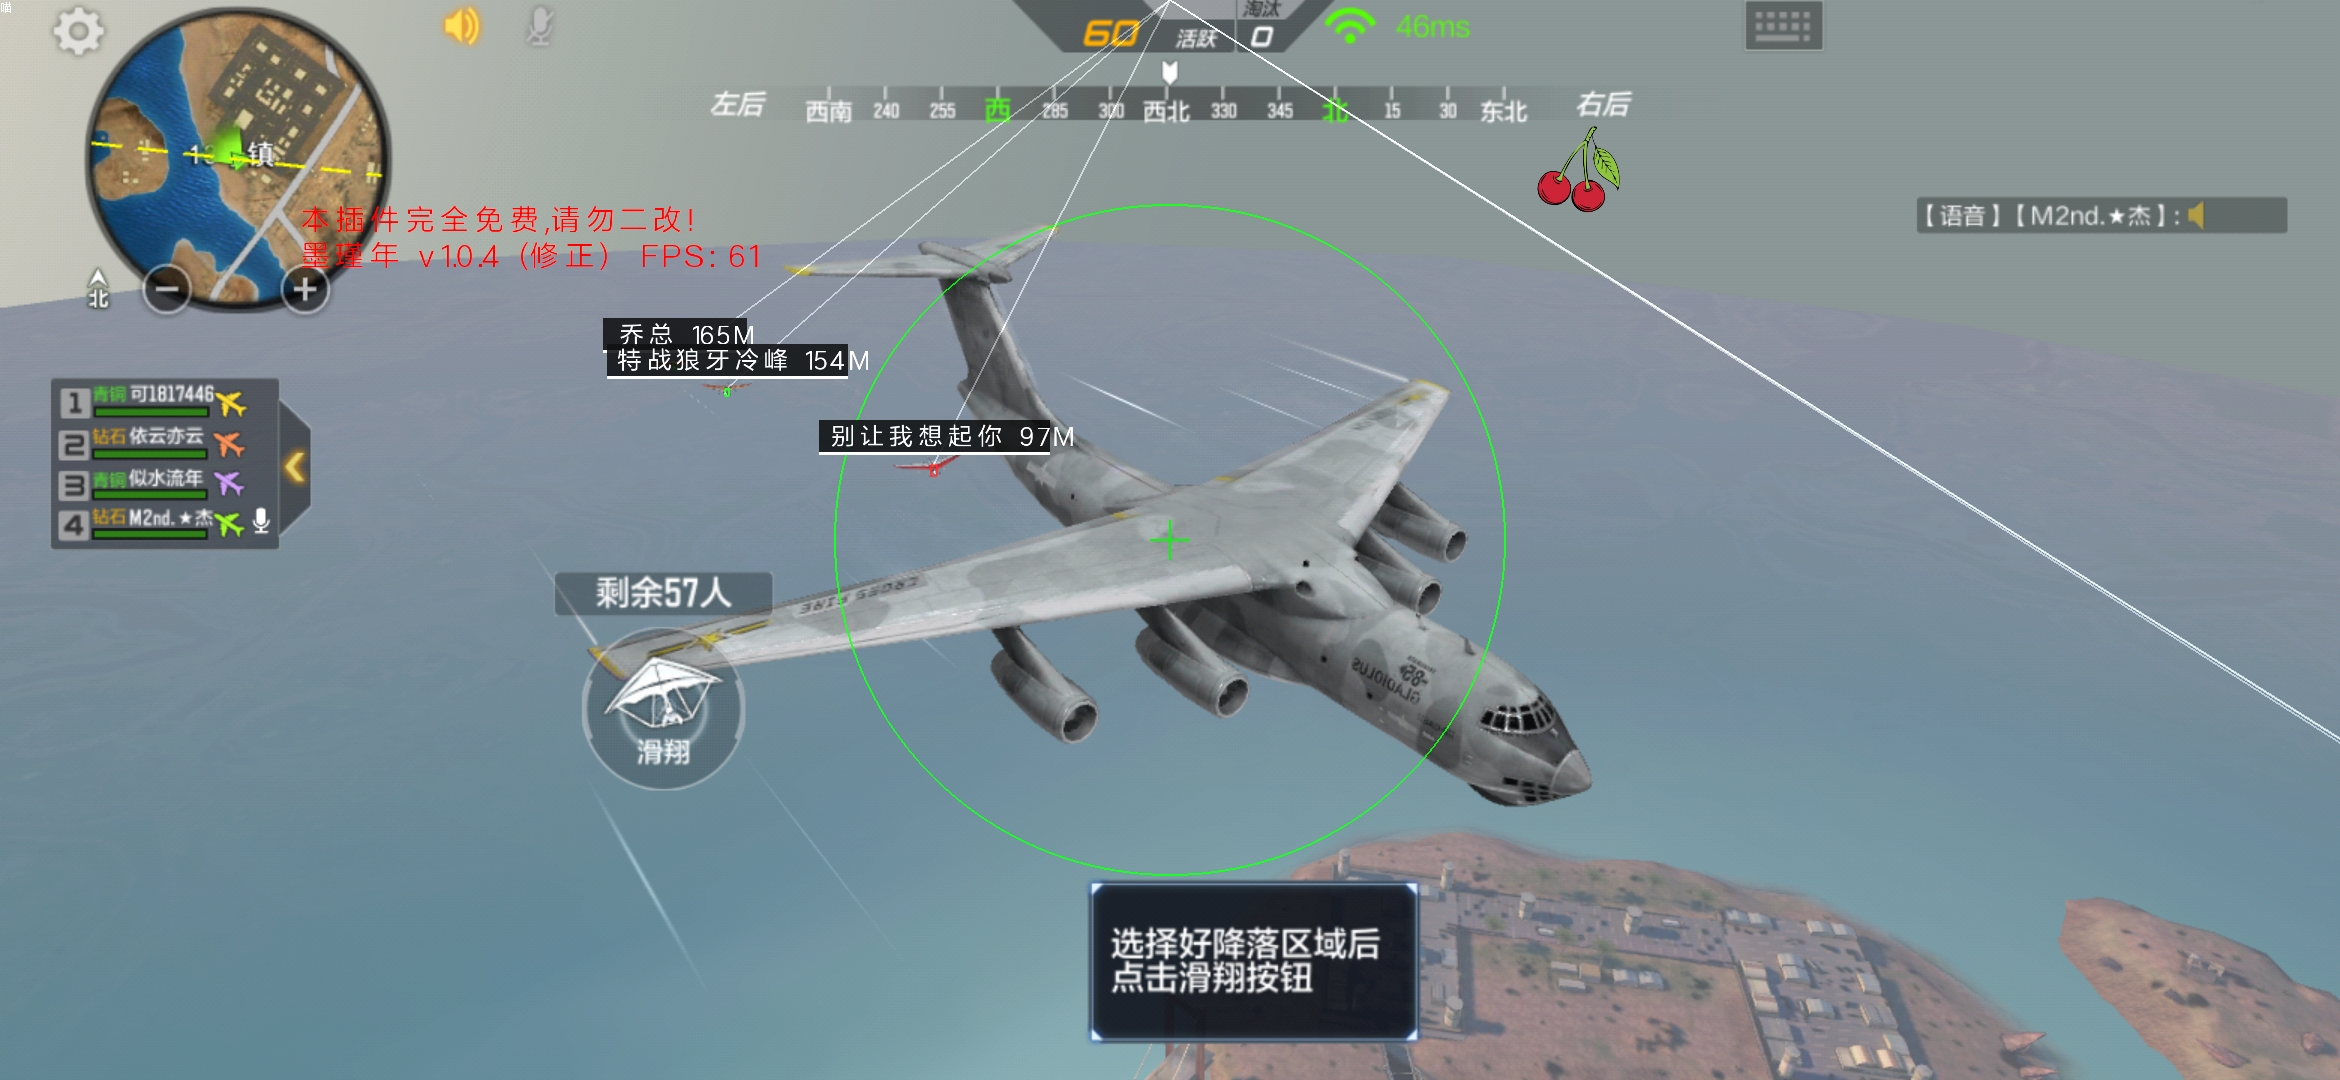 喵
60 活跃
淘汰
0
46ms
左后 西南 240 255 西 285 300 西北 330 345 北 15 30 东北 右后
镇
本插件完全免费,请勿二改!
墨瑾年 v1.0.4 (修正) FPS: 61
北
【语音】【M2nd.★杰】:
乔总 165M
特战狼牙冷峰 154M
别让我想起你 97M
1 青铜 可1817446
2 钻石 依云亦云
3 青铜 似水流年
4 钻石 M2nd.★杰
剩余57人
滑翔
CROSS FIRE
GLADIOLUS
选择好降落区域后
点击滑翔按钮